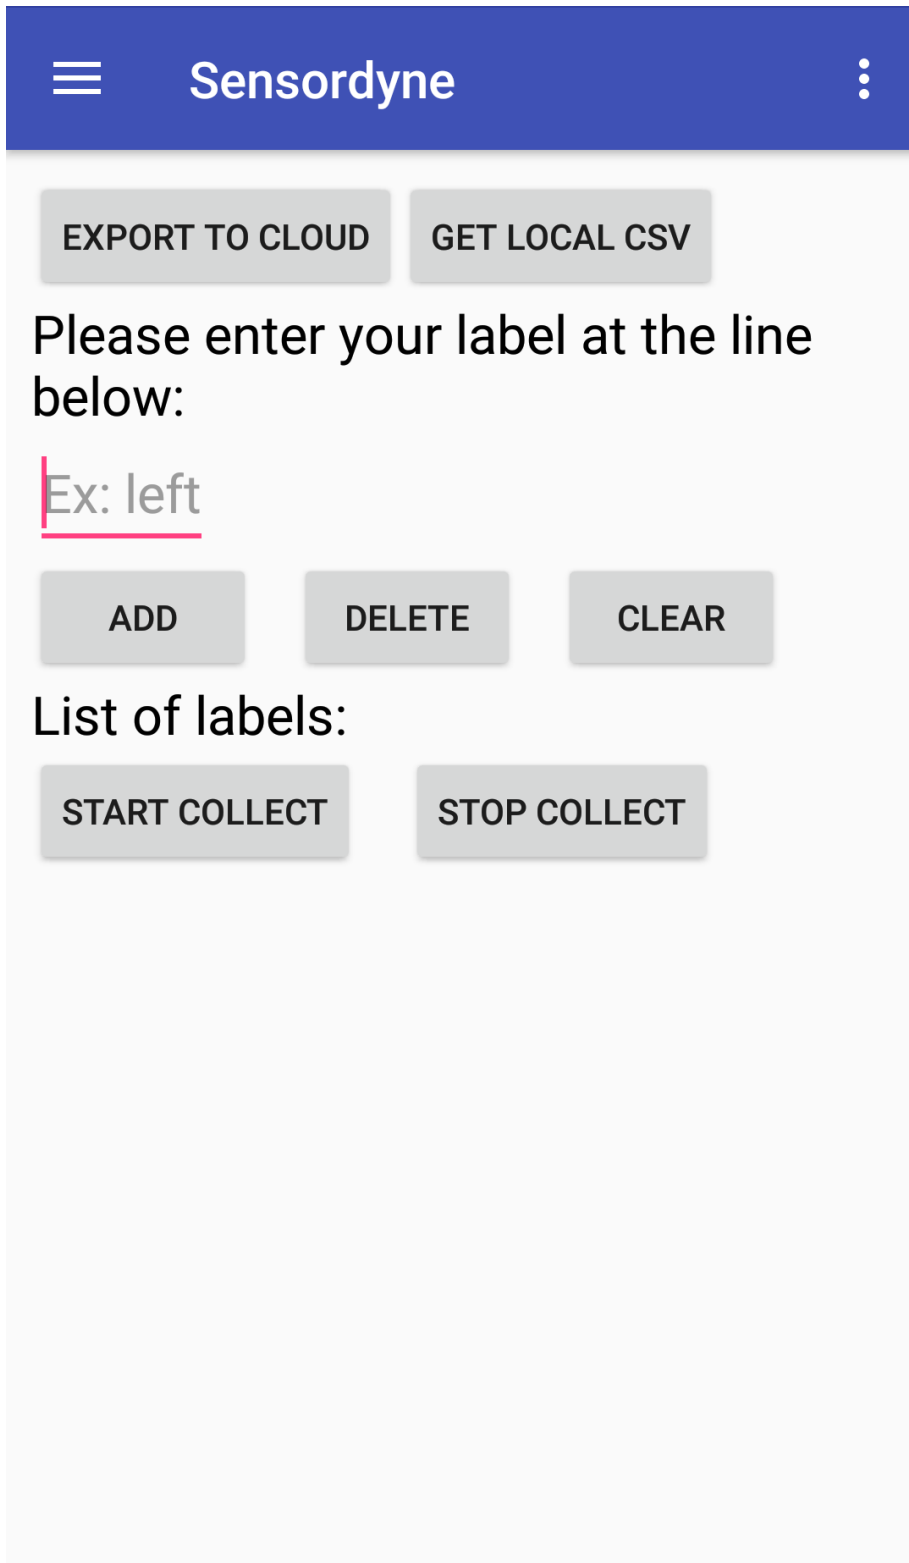 Sensordyne
EXPORT TO CLOUD GET LOCAL CSV
Please enter your label at the line
below:
Ex: left
ADD DELETE CLEAR
List of labels:
START COLLECT STOP COLLECT